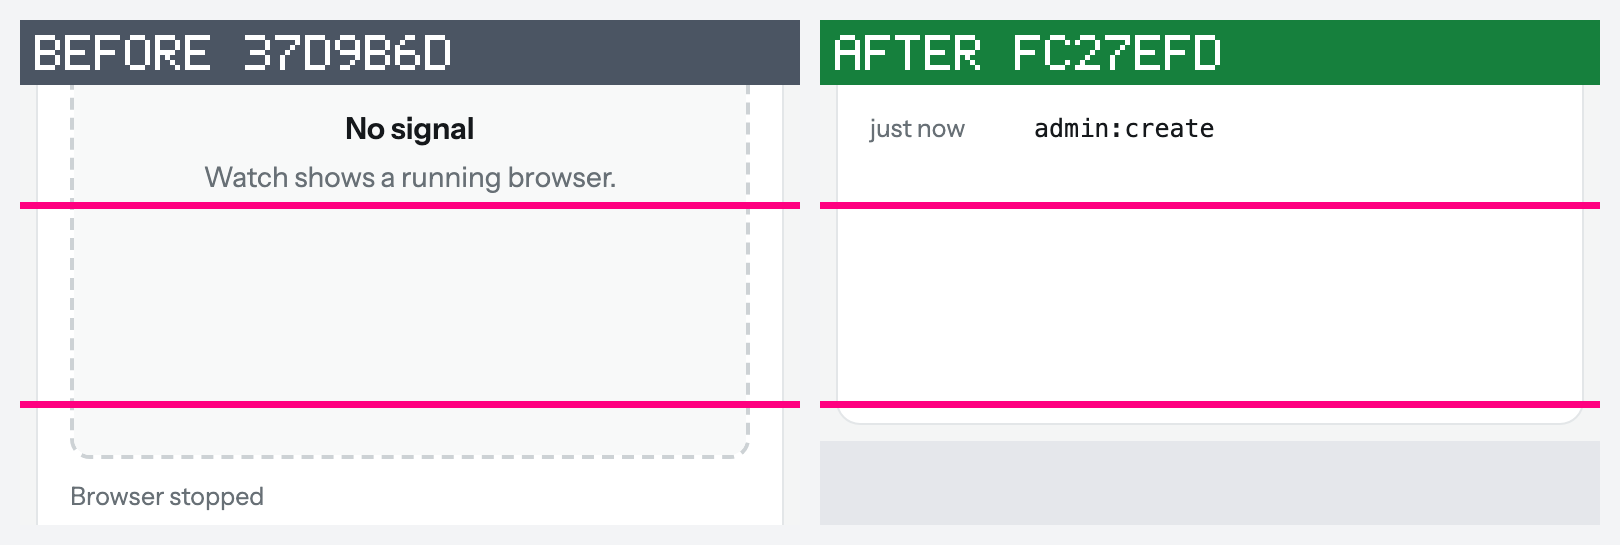 BEFORE 37D9B6D
No signal
Watch shows a running browser.
Browser stopped
AFTER FC27EFD
just now admin:create